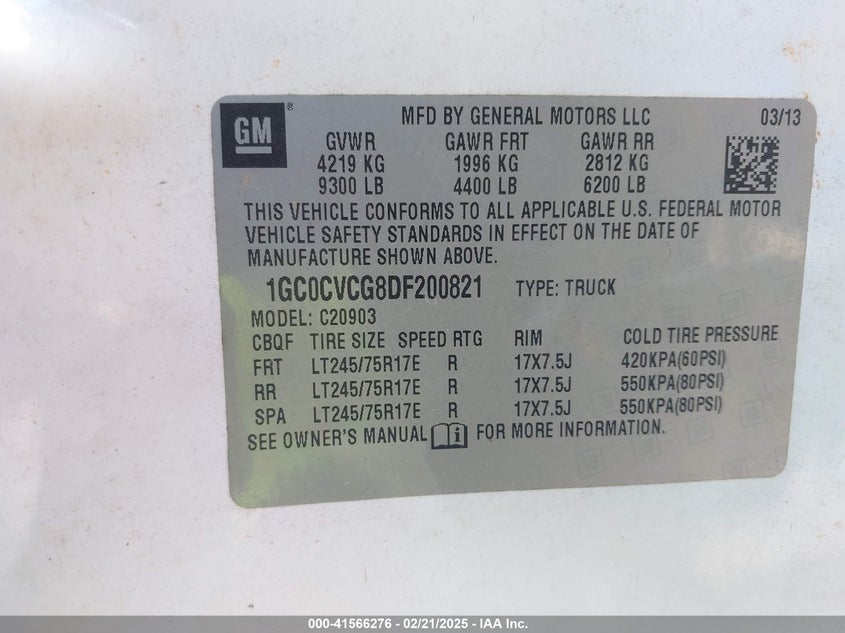 GM®
MFD BY GENERAL MOTORS LLC 03/13
GVWR GAWR FRT GAWR RR
4219 KG 1996 KG 2812 KG
9300 LB 4400 LB 6200 LB
THIS VEHICLE CONFORMS TO ALL APPLICABLE U.S. FEDERAL MOTOR
VEHICLE SAFETY STANDARDS IN EFFECT ON THE DATE OF
MANUFACTURE SHOWN ABOVE.
1GC0CVCG8DF200821 TYPE: TRUCK
MODEL: C20903
CBQF TIRE SIZE SPEED RTG RIM COLD TIRE PRESSURE
FRT LT245/75R17E R 17X7.5J 420KPA(60PSI)
RR LT245/75R17E R 17X7.5J 550KPA(80PSI)
SPA LT245/75R17E R 17X7.5J 550KPA(80PSI)
SEE OWNER'S MANUAL FOR MORE INFORMATION.
000-41566276 - 02/21/2025 - IAA Inc.